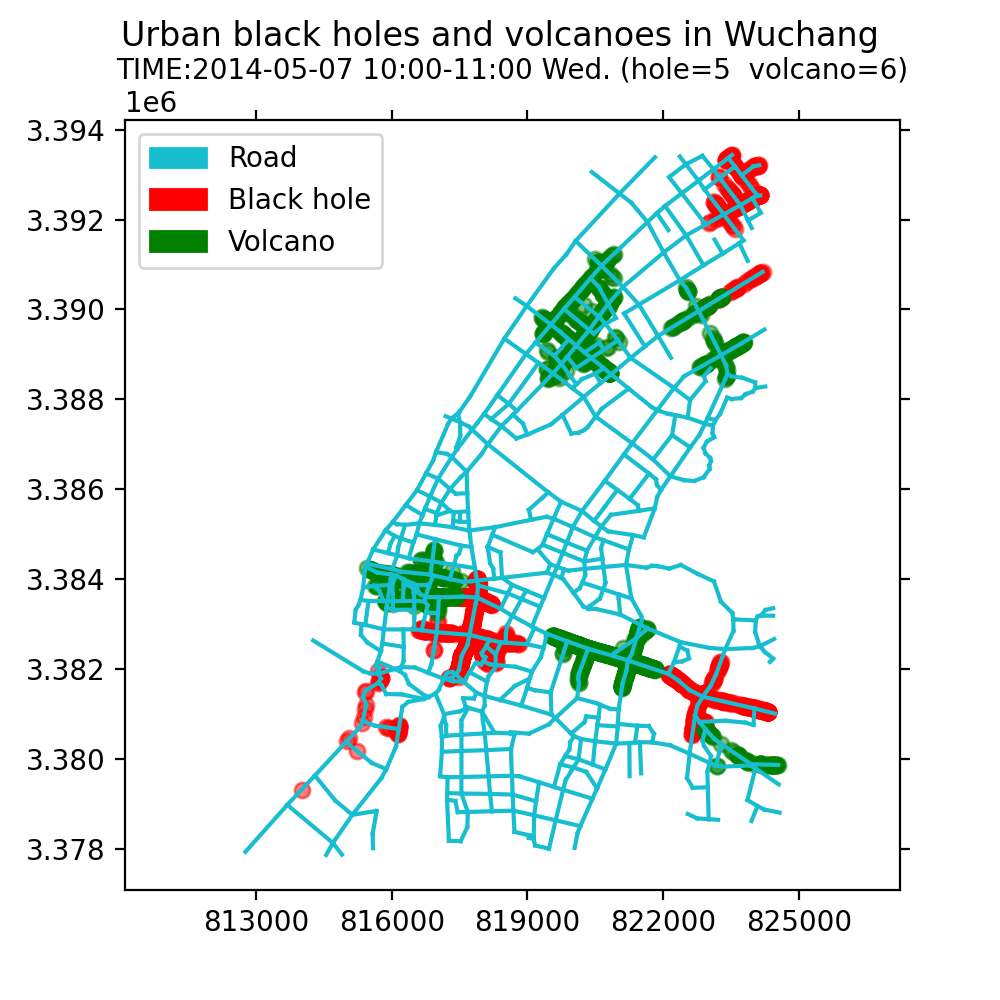 Urban black holes and volcanoes in Wuchang
TIME:2014-05-07 10:00-11:00 Wed. (hole=5  volcano=6)
1e6
Road
Black hole
Volcano
3.394
3.392
3.390
3.388
3.386
3.384
3.382
3.380
3.378
813000 816000 819000 822000 825000